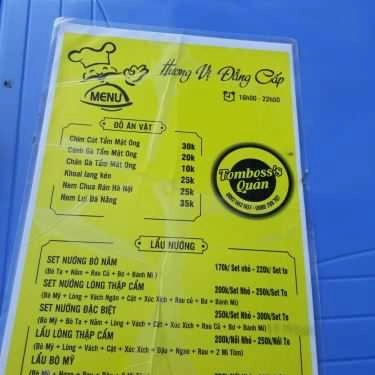 Hương Vị Đẳng Cấp
16h00 - 22h00
MENU
ĐỒ ĂN VẶT
Chim Cút Tẩm Mật Ong 30k
Cánh Gà Tẩm Mật Ong 20k
Chân Gà Tẩm Mật Ong 10k
Khoai lang kén 25k
Nem Chua Rán Hà Nội 25k
Nem Lụi Đà Nẵng 35k
Tomboss's
Quán
LẨU NƯỚNG
SET NƯỚNG BÒ NẦM 170k/ Set nhỏ - 220k/ Set to
(Bò Ta + Nầm + Rau Củ + Bơ + Bánh Mì)
SET NƯỚNG LÒNG THẬP CẨM 200k/Set Nhỏ - 250k/Set To
(Bò Mỹ + Lòng + Vách Ngăn + Cật + Xúc Xích + Rau củ + Bơ + Bánh Mì)
SET NƯỚNG ĐẶC BIỆT 250k/Set Nhỏ - 300k/Set To
(Bò Mỹ + Bò Ta + Nầm + Lòng + Vách + Cật + Xúc Xích + Rau Củ + Bơ + Bánh Mì)
LẨU LÒNG THẬP CẨM 200k/Nồi Nhỏ - 250k/Nồi To
(Bò Mỹ + Lòng + Vách + Cật + Xúc Xích + Đậu + Ngao + Rau + 2 Mì Tôm)
LẨU BÒ MỸ